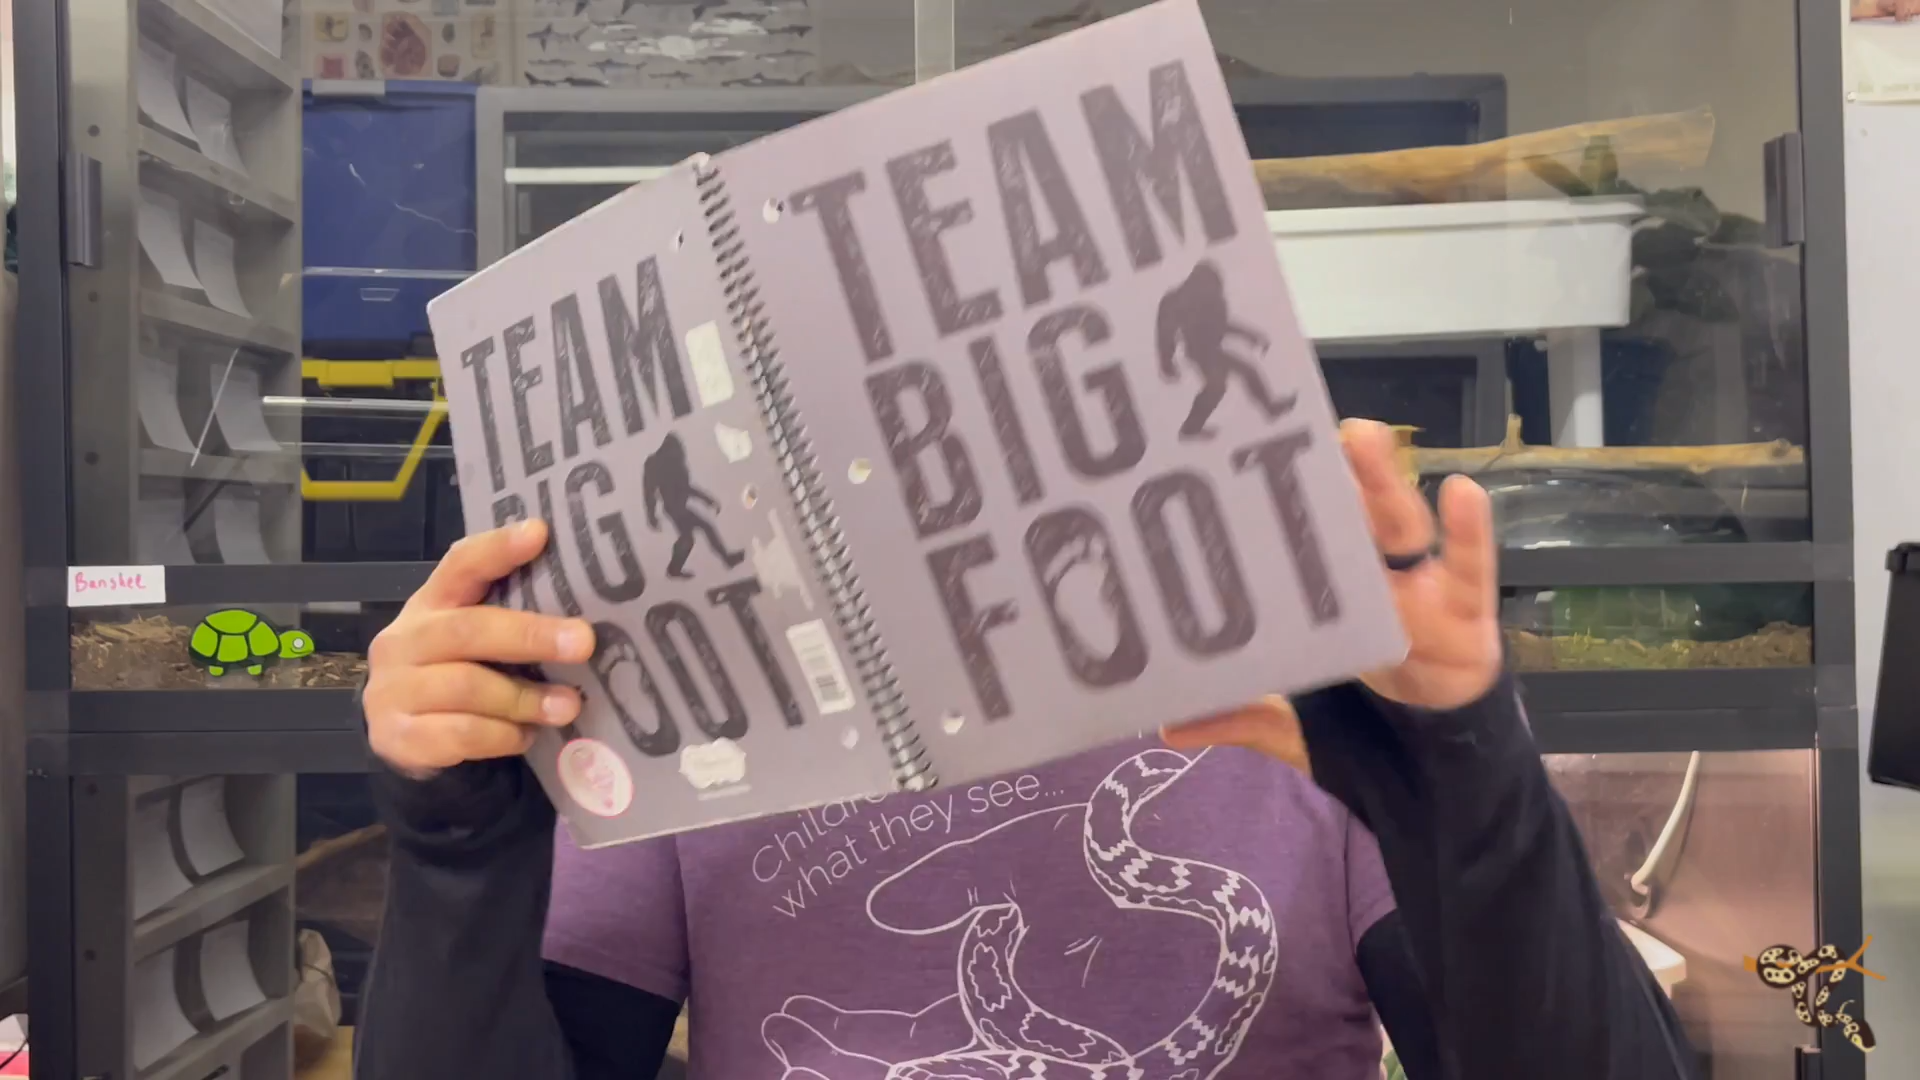 TEAM
BIG
FOOT
TEAM
BIG
FOOT
Banshee
what they see...